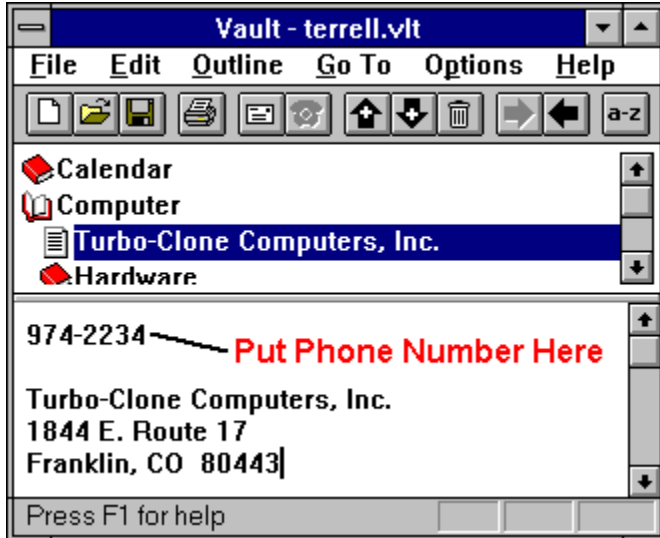 Vault - terrell.vlt
File Edit Outline Go To Options Help
a-z
Calendar
Computer
Turbo-Clone Computers, Inc.
Hardware
974-2234 Put Phone Number Here
Turbo-Clone Computers, Inc.
1844 E. Route 17
Franklin, CO 80443
Press F1 for help